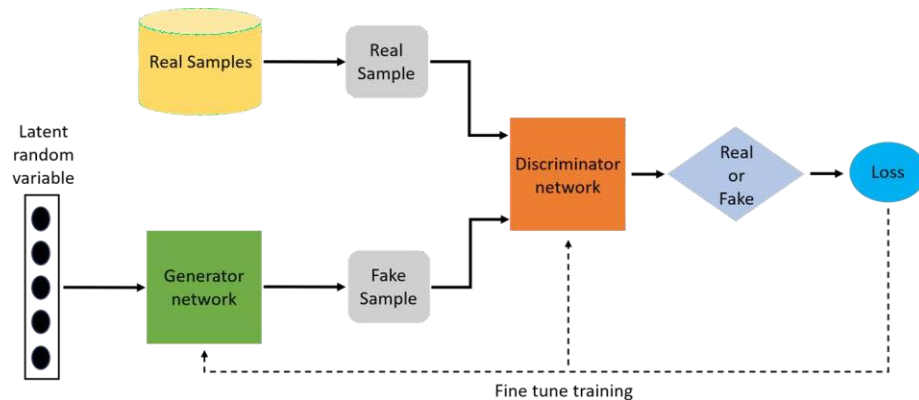 Real Samples
Real
Sample
Latent
random
variable
Discriminator
network
Real
or
Fake
Loss
Generator
network
Fake
Sample
Fine tune training